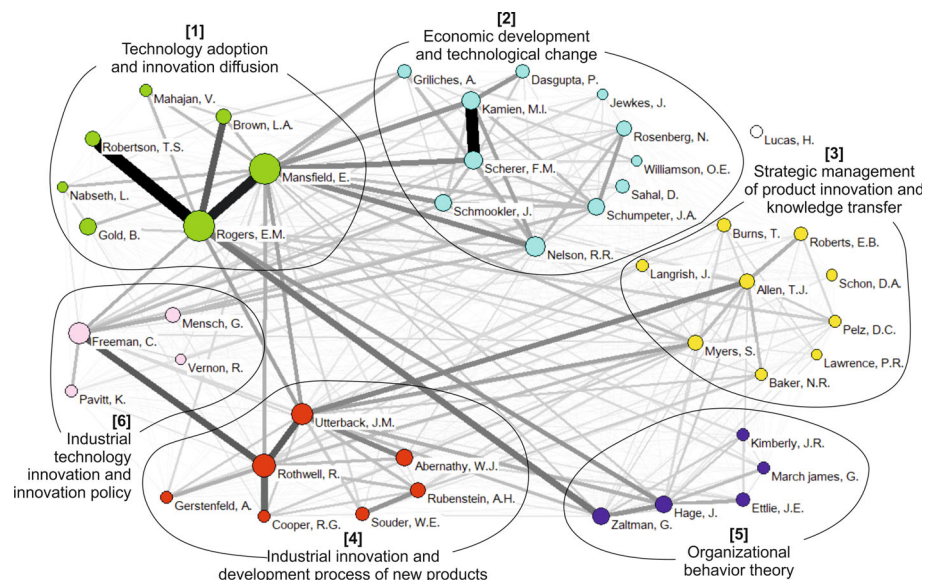 [1]
Technology adoption
and innovation diffusion
Mahajan, V.
Brown, L.A.
Robertson, T.S.
Mansfield, E.
Nabseth, L.
Gold, B.
Rogers, E.M.
[2]
Economic development
and technological change
Griliches, A.
Dasgupta, P.
Kamien, M.I.
Jewkes, J.
Rosenberg, N.
Scherer, F.M.
Williamson, O.E.
Sahal, D.
Schmookler, J.
Schumpeter, J.A.
Nelson, R.R.
Lucas, H.
[3]
Strategic management
of product innovation and
knowledge transfer
Burns, T.
Roberts, E.B.
Langrish, J.
Allen, T.J.
Schon, D.A.
Pelz, D.C.
Myers, S.
Lawrence, P.R.
Baker, N.R.
Freeman, C.
Mensch, G.
Vernon, R.
Pavitt, K.
[6]
Industrial
technology
innovation and
innovation policy
Utterback, J.M.
Rothwell, R.
Abernathy, W.J.
Rubenstein, A.H.
Gerstenfeld, A.
Cooper, R.G.
Souder, W.E.
[4]
Industrial innovation and
development process of new products
Kimberly, J.R.
March james, G.
Hage, J.
Ettlie, J.E.
Zaltman, G.
[5]
Organizational
behavior theory